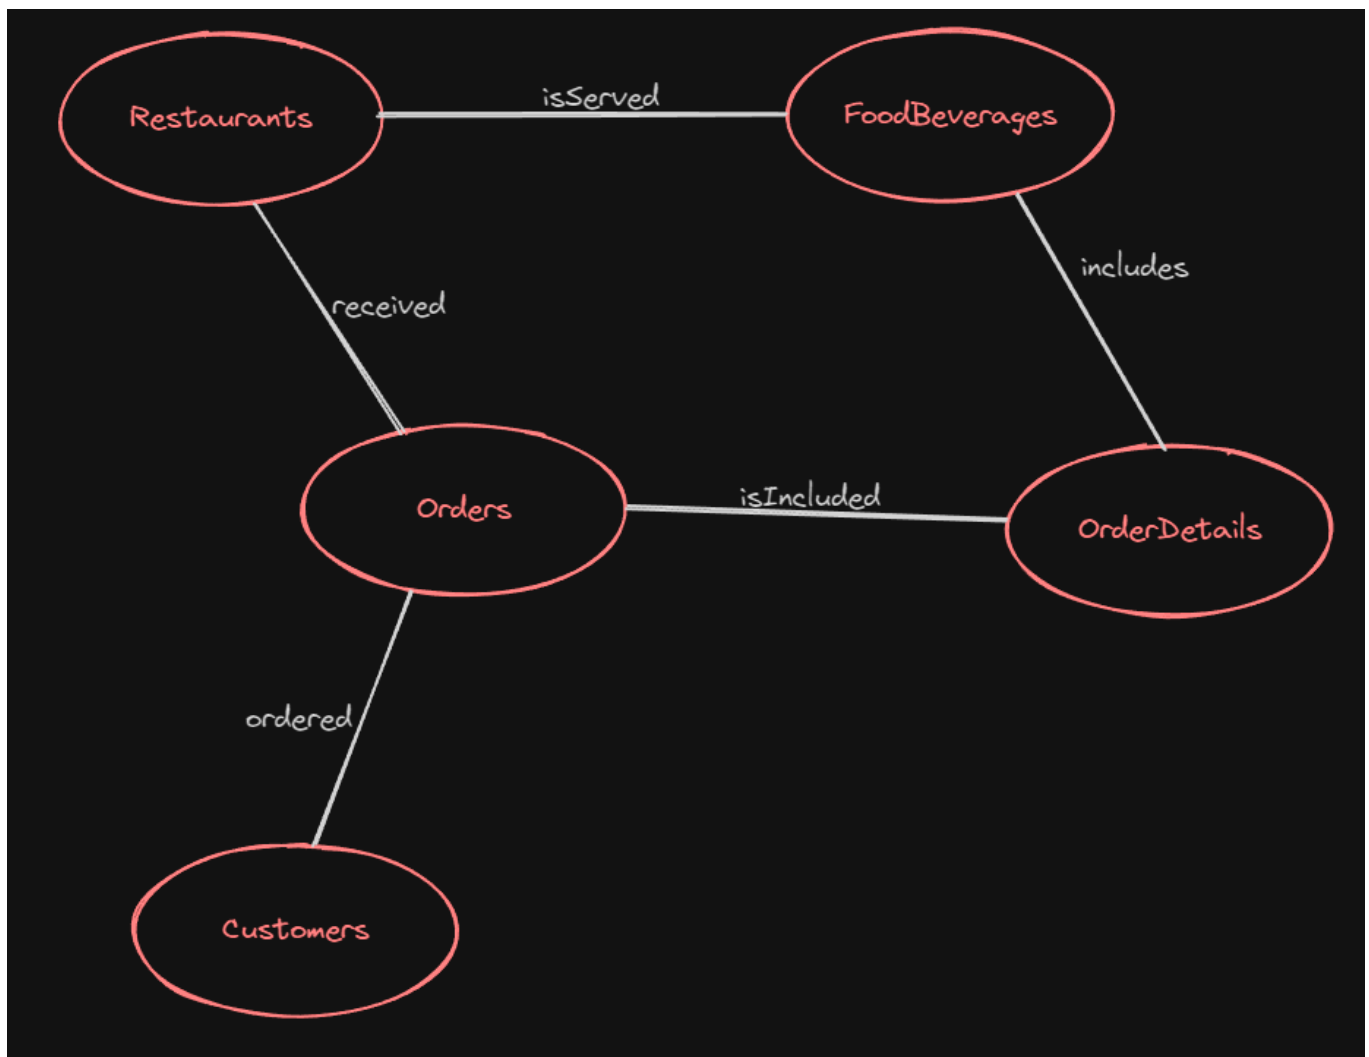 Restaurants
isServed
FoodBeverages
includes
received
Orders
isIncluded
OrderDetails
ordered
Customers